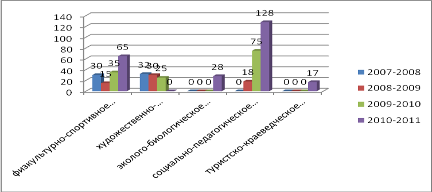 140
120
100
80
60
40
20
0
30 15 35 65 32 30 25 0 0 0 0 28 0 18 75 128 0 0 0 17
физкультурно-спортивное...
художественно-...
эколого-биологическое...
социально-педагогическое...
туристско-краеведческое...
2007-2008
2008-2009
2009-2010
2010-2011